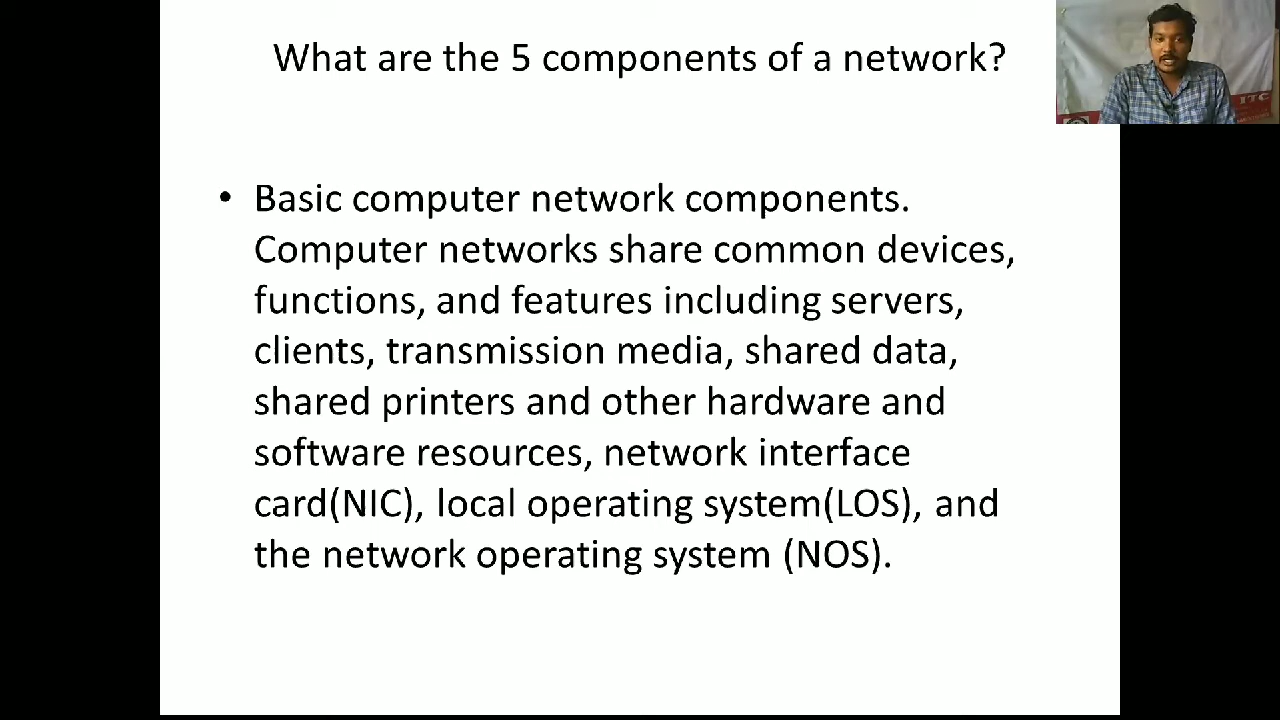 What are the 5 components of a network?
• Basic computer network components.
Computer networks share common devices,
functions, and features including servers,
clients, transmission media, shared data,
shared printers and other hardware and
software resources, network interface
card(NIC), local operating system(LOS), and
the network operating system (NOS).
ITC